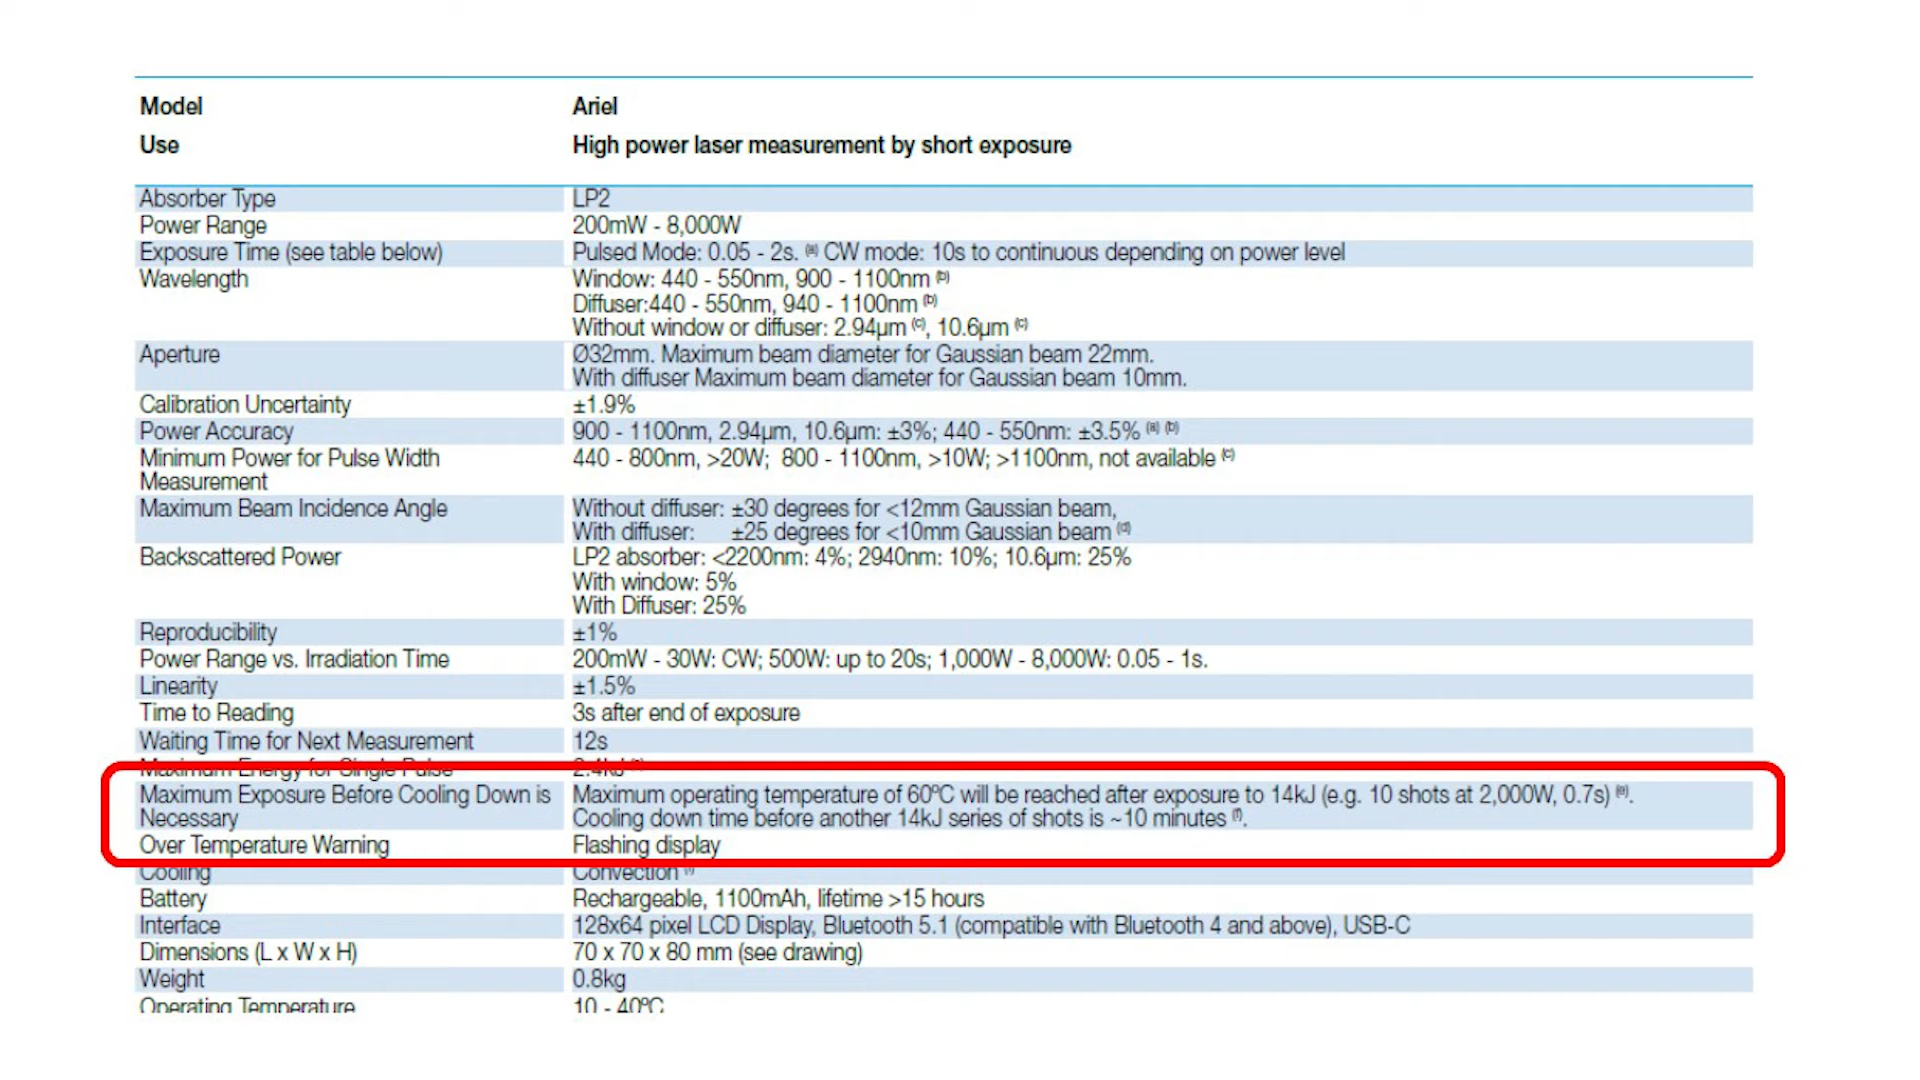 Model Ariel
Use High power laser measurement by short exposure
Absorber Type LP2
Power Range 200mW - 8,000W
Exposure Time (see table below) Pulsed Mode: 0.05 - 2s. (a) CW mode: 10s to continuous depending on power level
Wavelength Window: 440 - 550nm, 900 - 1100nm (b)
Diffuser:440 - 550nm, 940 - 1100nm (b)
Without window or diffuser: 2.94µm (c), 10.6µm (c)
Aperture Ø32mm. Maximum beam diameter for Gaussian beam 22mm.
With diffuser Maximum beam diameter for Gaussian beam 10mm.
Calibration Uncertainty ±1.9%
Power Accuracy 900 - 1100nm, 2.94µm, 10.6µm: ±3%; 440 - 550nm: ±3.5% (a) (b)
Minimum Power for Pulse Width 440 - 800nm, >20W; 800 - 1100nm, >10W; >1100nm, not available (c)
Measurement
Maximum Beam Incidence Angle Without diffuser: ±30 degrees for <12mm Gaussian beam,
With diffuser: ±25 degrees for <10mm Gaussian beam (d)
Backscattered Power LP2 absorber: <2200nm: 4%; 2940nm: 10%; 10.6µm: 25%
With window: 5%
With Diffuser: 25%
Reproducibility ±1%
Power Range vs. Irradiation Time 200mW - 30W: CW; 500W: up to 20s; 1,000W - 8,000W: 0.05 - 1s.
Linearity ±1.5%
Time to Reading 3s after end of exposure
Waiting Time for Next Measurement 12s
Maximum Energy for Single Pulse 2.4kJ
Maximum Exposure Before Cooling Down is Maximum operating temperature of 60ºC will be reached after exposure to 14kJ (e.g. 10 shots at 2,000W, 0.7s) (e).
Necessary Cooling down time before another 14kJ series of shots is ~10 minutes (f).
Over Temperature Warning Flashing display
Cooling Convection
Battery Rechargeable, 1100mAh, lifetime >15 hours
Interface 128x64 pixel LCD Display, Bluetooth 5.1 (compatible with Bluetooth 4 and above), USB-C
Dimensions (L x W x H) 70 x 70 x 80 mm (see drawing)
Weight 0.8kg
Operating Temperature 10 - 40ºC